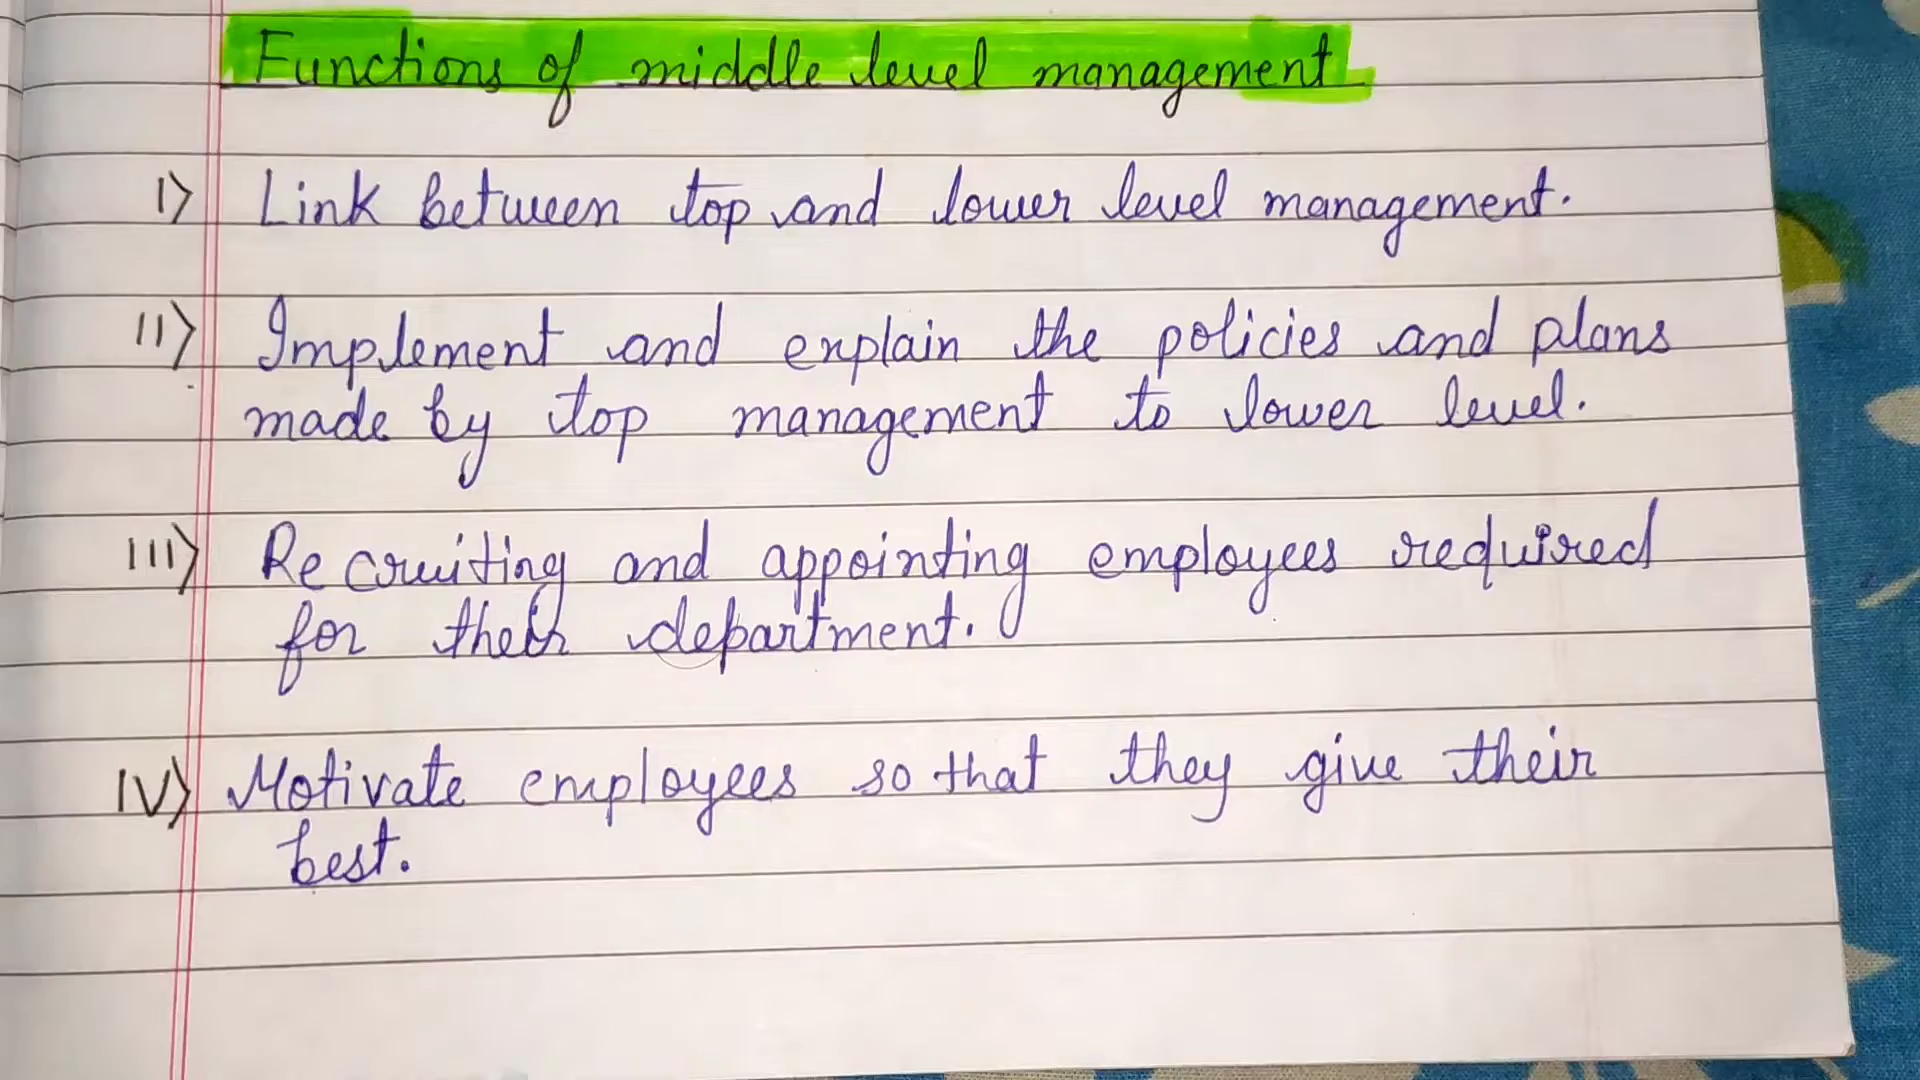 Functions of middle level management
I) Link between top and lower level management.
II) Implement and explain the policies and plans
made by top management to lower level.
III) Recruiting and appointing employees required
for their department.
IV) Motivate employees so that they give their
best.